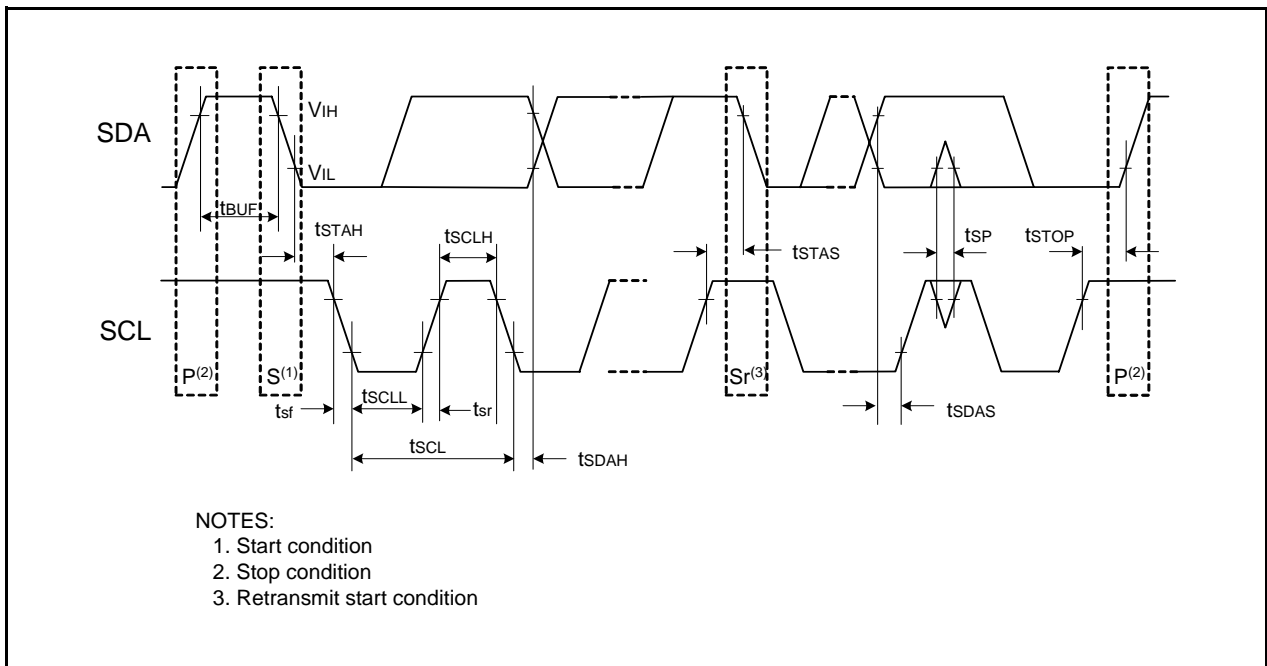 SDA
VIH
VIL
tBUF
tSTAH
tSCLH
tSTAS
tSP
tSTOP
SCL
P(2)
S(1)
Sr(3)
P(2)
tsf
tSCLL
tsr
tSCL
tSDAH
tSDAS
NOTES:
1. Start condition
2. Stop condition
3. Retransmit start condition